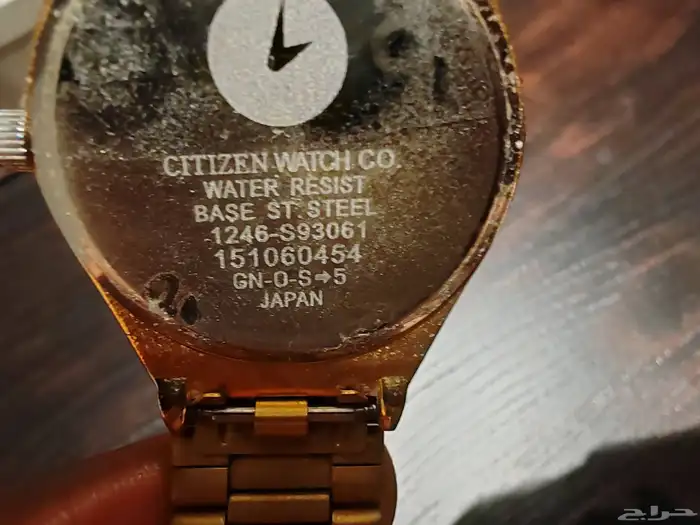 CITIZEN WATCH CO.
WATER RESIST
BASE ST. STEEL
1246-S93061
151060454
GN-0-S➔5
JAPAN
حراج